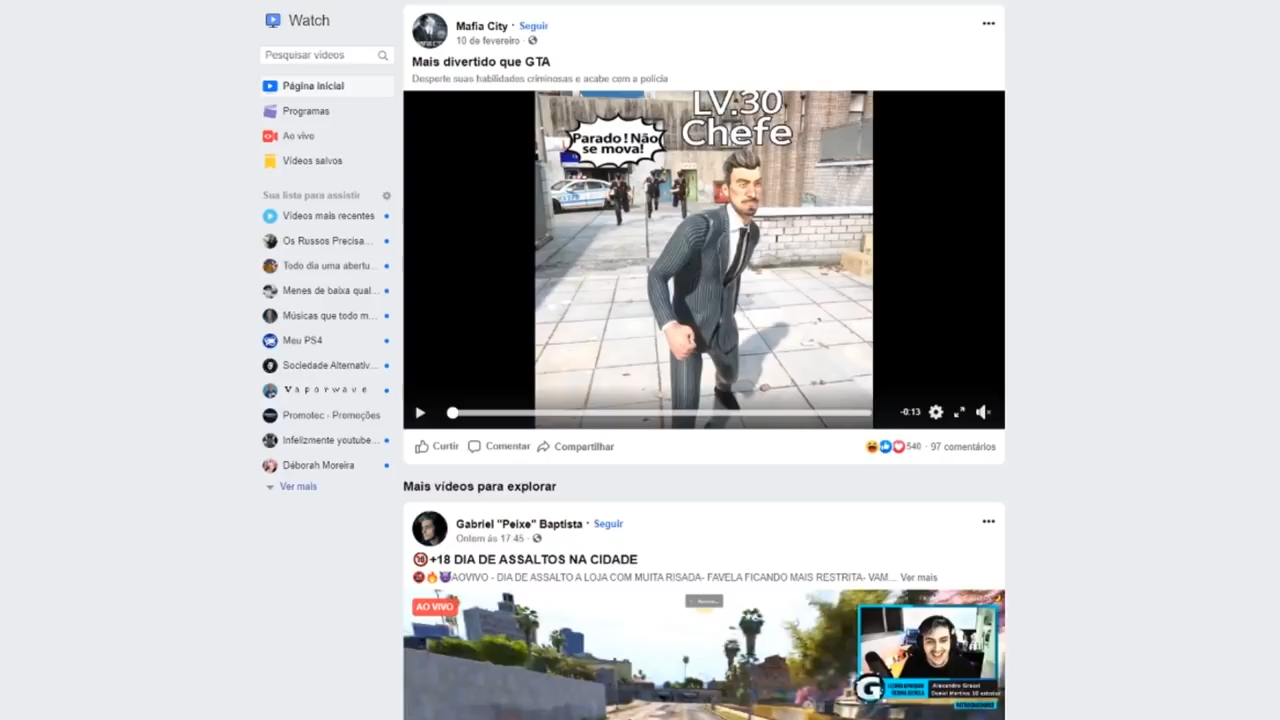 Watch
Pesquisar vídeos
Página inicial
Programas
Ao vivo
Vídeos salvos
Sua lista para assistir
Vídeos mais recentes
Os Russos Precisa...
Todo dia uma abertu...
Menes de baixa qual...
Músicas que todo m...
Meu PS4
Sociedade Alternativ...
V a p o r w a v e
Promotec - Promoções
Infelizmente youtube...
Déborah Moreira
Ver mais
Mafia City · Seguir
10 de fevereiro ·
Mais divertido que GTA
Desperte suas habilidades criminosas e acabe com a polícia
LV.30
Chefe
Parado! Não
se mova!
-0:13
Curtir Comentar Compartilhar
540 · 97 comentários
Mais vídeos para explorar
Gabriel "Peixe" Baptista · Seguir
Ontem às 17:45 ·
🔞+18 DIA DE ASSALTOS NA CIDADE
🔞🔥😈AOVIVO - DIA DE ASSALTO A LOJA COM MUITA RISADA- FAVELA FICANDO MAIS RESTRITA- VAM... Ver mais
AO VIVO
G